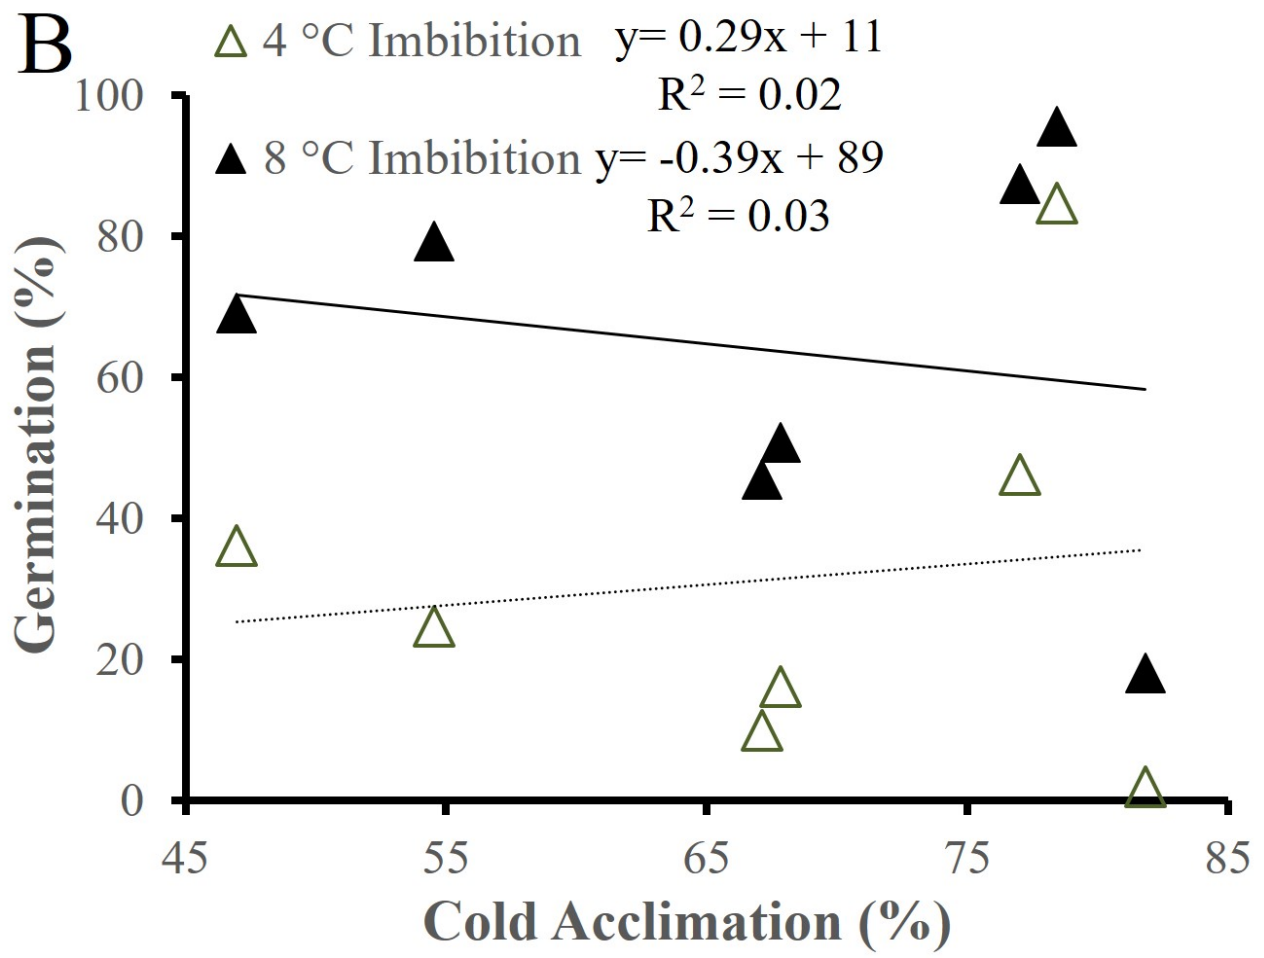 B
4 °C Imbibition y= 0.29x + 11
R² = 0.02
8 °C Imbibition y= -0.39x + 89
R² = 0.03
100
80
60
40
20
0
Germination (%)
45 55 65 75 85
Cold Acclimation (%)